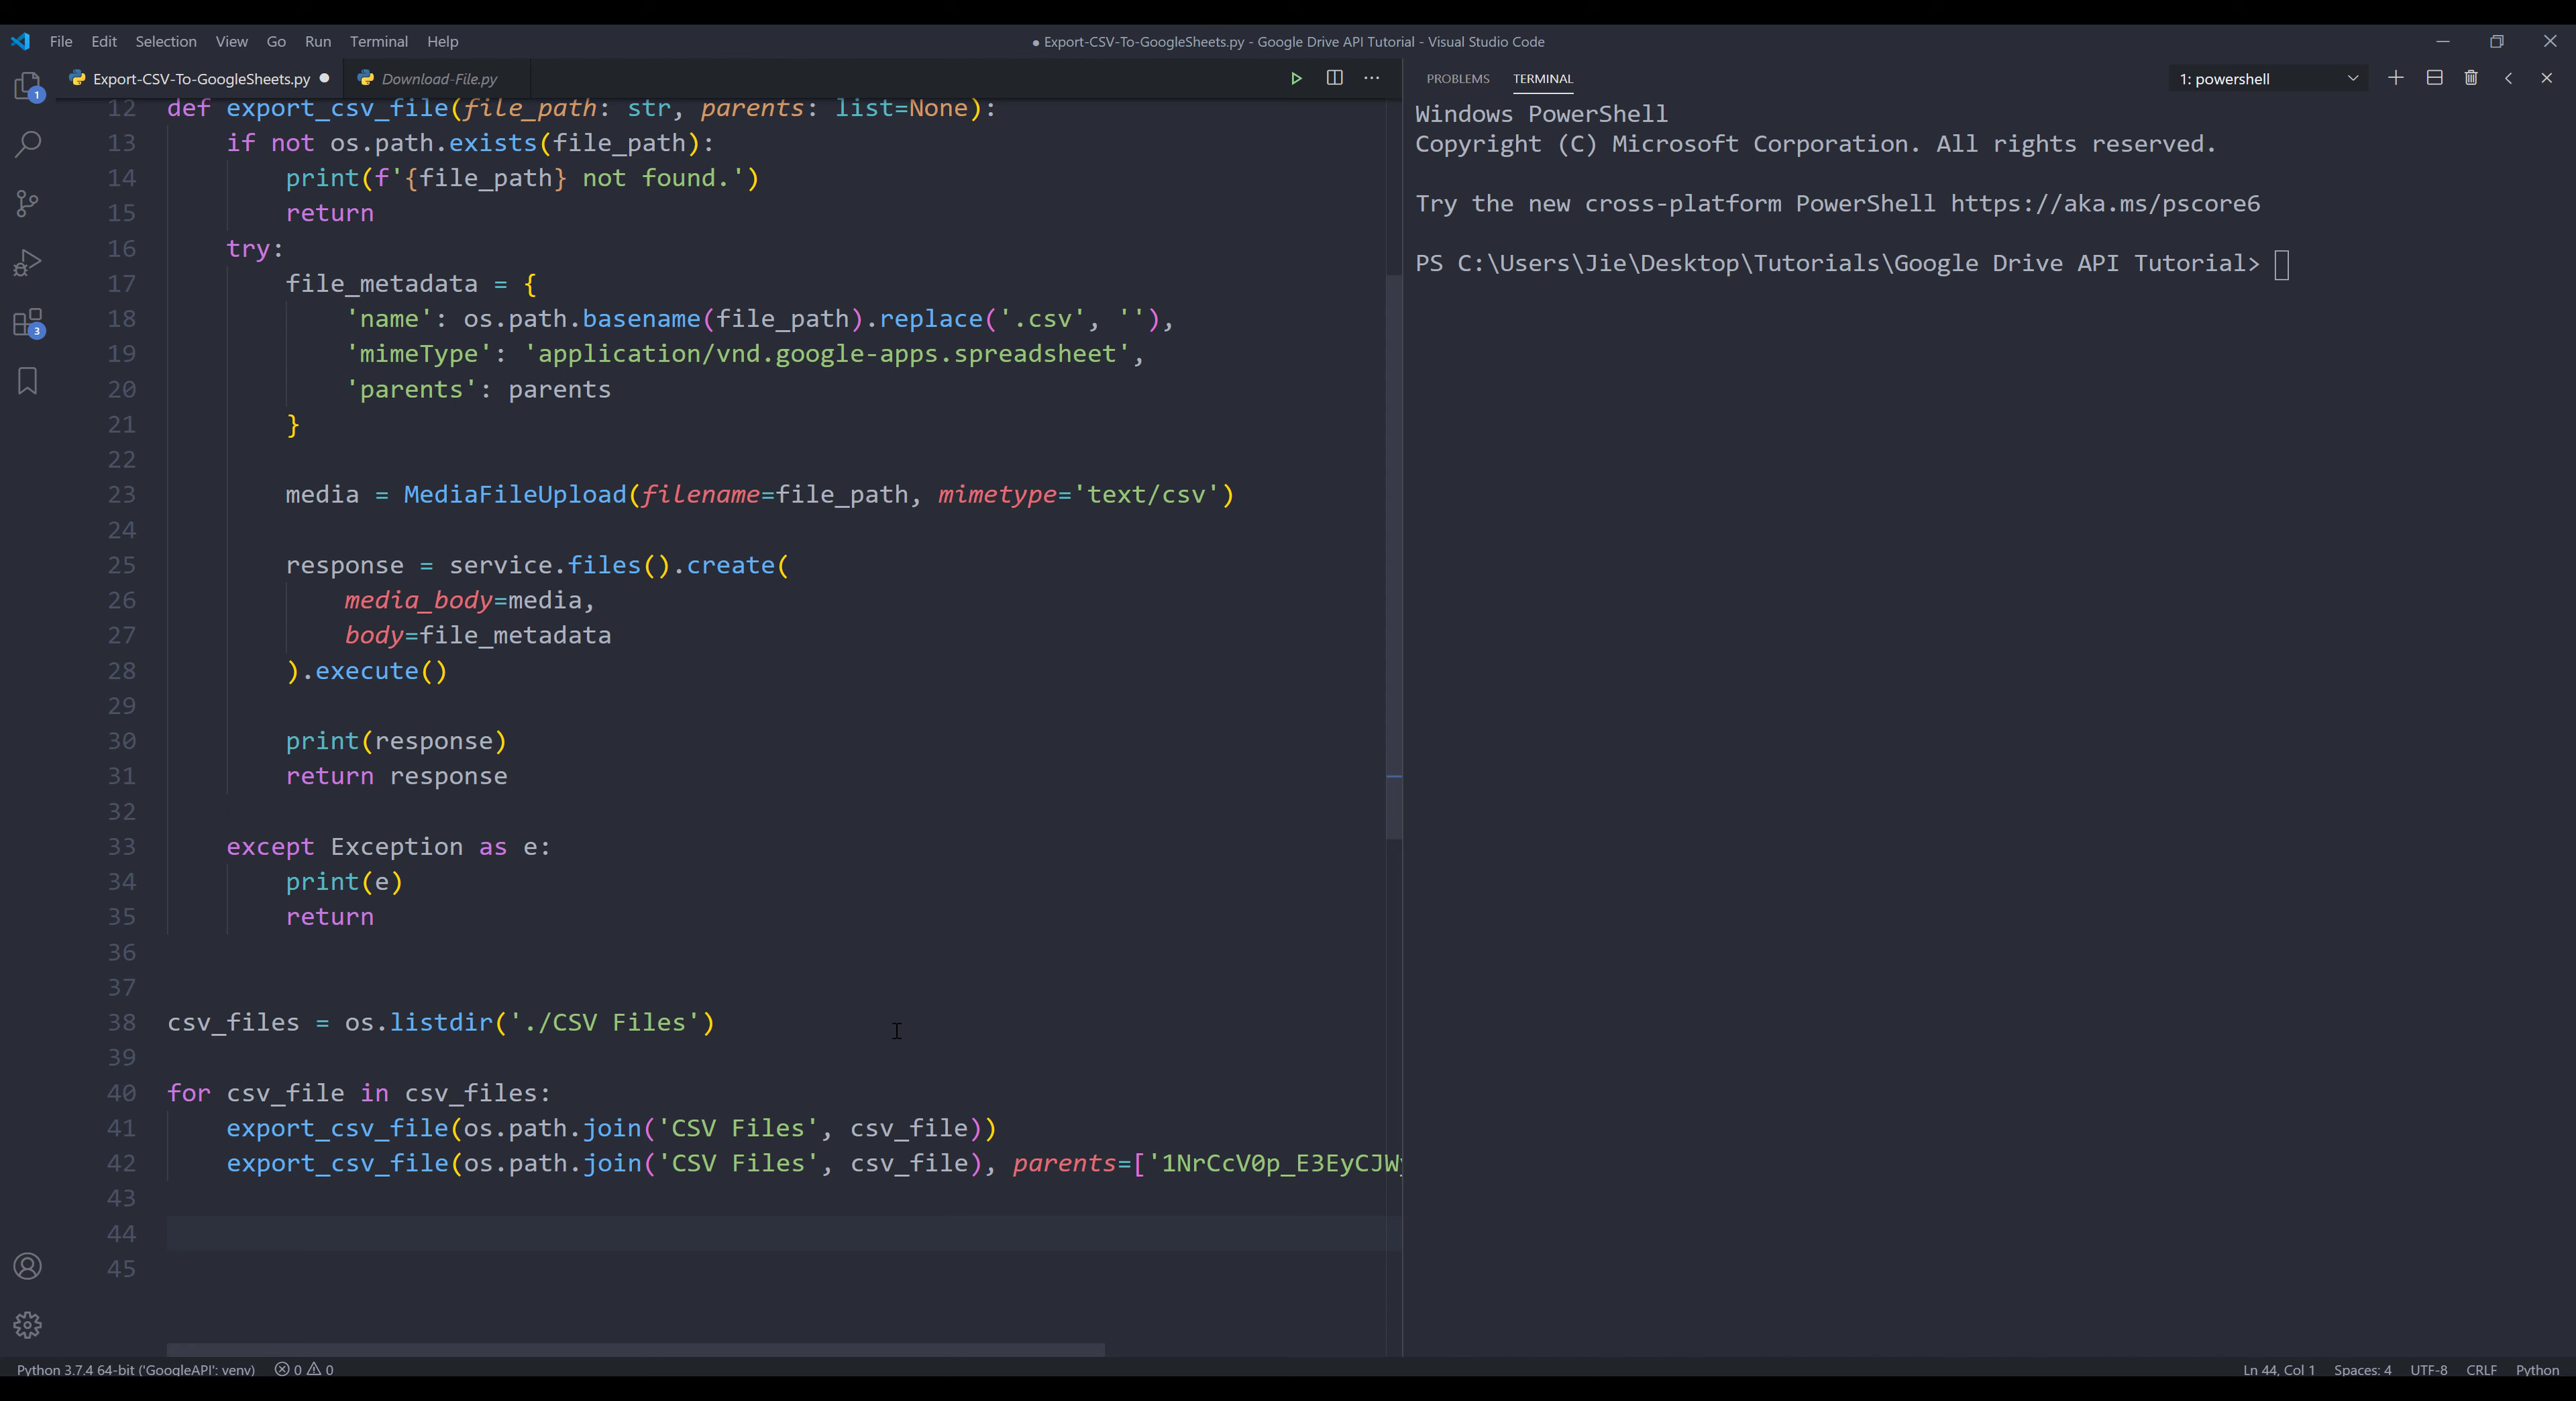 File Edit Selection View Go Run Terminal Help
● Export-CSV-To-GoogleSheets.py - Google Drive API Tutorial - Visual Studio Code
Export-CSV-To-GoogleSheets.py ● Download-File.py
12 def export_csv_file(file_path: str, parents: list=None):
13 if not os.path.exists(file_path):
14 print(f'{file_path} not found.')
15 return
16 try:
17 file_metadata = {
18 'name': os.path.basename(file_path).replace('.csv', ''),
19 'mimeType': 'application/vnd.google-apps.spreadsheet',
20 'parents': parents
21 }
22
23 media = MediaFileUpload(filename=file_path, mimetype='text/csv')
24
25 response = service.files().create(
26 media_body=media,
27 body=file_metadata
28 ).execute()
29
30 print(response)
31 return response
32
33 except Exception as e:
34 print(e)
35 return
36
37
38 csv_files = os.listdir('./CSV Files')
39
40 for csv_file in csv_files:
41 export_csv_file(os.path.join('CSV Files', csv_file))
42 export_csv_file(os.path.join('CSV Files', csv_file), parents=['1NrCcV0p_E3EyCJW
43
44
45
PROBLEMS TERMINAL 1: powershell
Windows PowerShell
Copyright (C) Microsoft Corporation. All rights reserved.
Try the new cross-platform PowerShell https://aka.ms/pscore6
PS C:\Users\Jie\Desktop\Tutorials\Google Drive API Tutorial>
1
3
Python 3.7.4 64-bit ('GoogleAPI': venv) 0 0 Ln 44, Col 1 Spaces: 4 UTF-8 CRLF Python